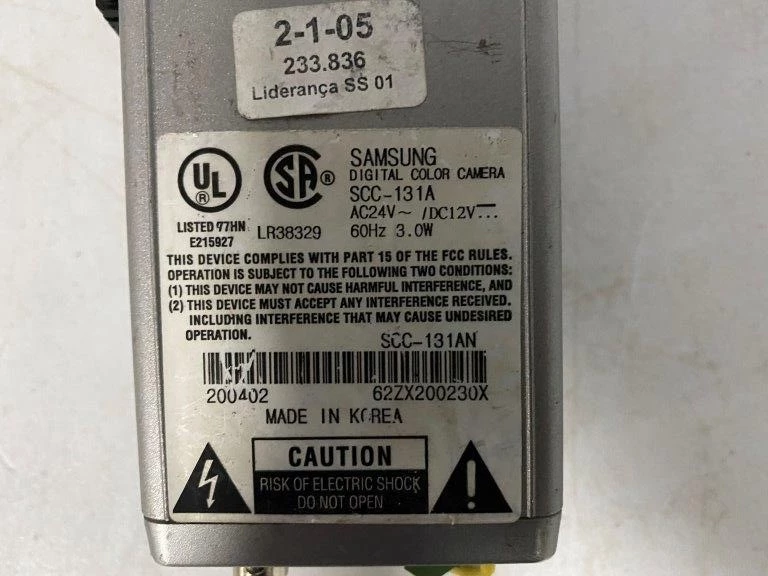 2-1-05
233.836
Liderança SS 01
UL ®
SA ®
SAMSUNG
DIGITAL COLOR CAMERA
SCC-131A
AC24V~ /DC12V
60Hz 3.0W
LISTED 77HN
E215927
LR38329
THIS DEVICE COMPLIES WITH PART 15 OF THE FCC RULES.
OPERATION IS SUBJECT TO THE FOLLOWING TWO CONDITIONS:
(1) THIS DEVICE MAY NOT CAUSE HARMFUL INTERFERENCE, AND
(2) THIS DEVICE MUST ACCEPT ANY INTERFERENCE RECEIVED.
INCLUDING INTERFERENCE THAT MAY CAUSE UNDESIRED
OPERATION.
SCC-131AN
200402
62ZX200230X
MADE IN KOREA
CAUTION
RISK OF ELECTRIC SHOCK
DO NOT OPEN